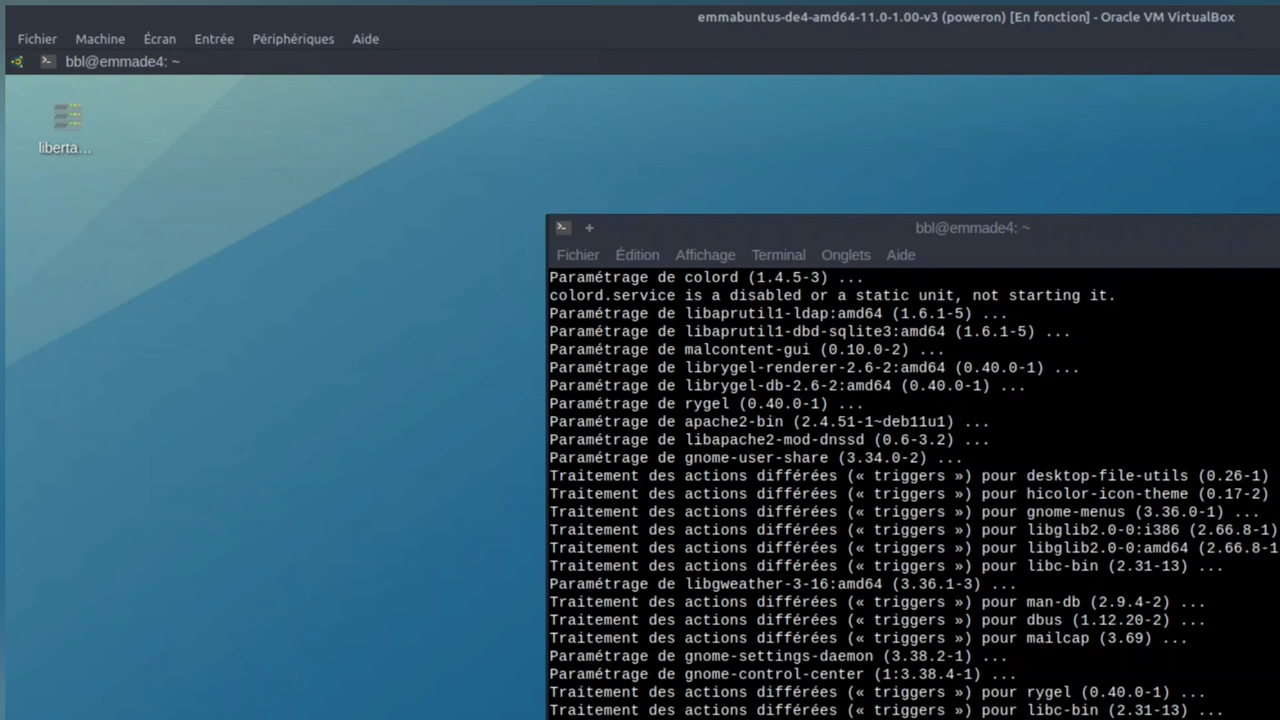 emmabuntus-de4-amd64-11.0-1.00-v3 (poweron) [En fonction] - Oracle VM VirtualBox
Fichier Machine Écran Entrée Périphériques Aide
bbl@emmade4: ~
liberta...
bbl@emmade4: ~
Fichier Édition Affichage Terminal Onglets Aide
Paramétrage de colord (1.4.5-3) ...
colord.service is a disabled or a static unit, not starting it.
Paramétrage de libaprutil1-ldap:amd64 (1.6.1-5) ...
Paramétrage de libaprutil1-dbd-sqlite3:amd64 (1.6.1-5) ...
Paramétrage de malcontent-gui (0.10.0-2) ...
Paramétrage de librygel-renderer-2.6-2:amd64 (0.40.0-1) ...
Paramétrage de librygel-db-2.6-2:amd64 (0.40.0-1) ...
Paramétrage de rygel (0.40.0-1) ...
Paramétrage de apache2-bin (2.4.51-1~deb11u1) ...
Paramétrage de libapache2-mod-dnssd (0.6-3.2) ...
Paramétrage de gnome-user-share (3.34.0-2) ...
Traitement des actions différées (« triggers ») pour desktop-file-utils (0.26-1)
Traitement des actions différées (« triggers ») pour hicolor-icon-theme (0.17-2)
Traitement des actions différées (« triggers ») pour gnome-menus (3.36.0-1) ...
Traitement des actions différées (« triggers ») pour libglib2.0-0:i386 (2.66.8-1)
Traitement des actions différées (« triggers ») pour libglib2.0-0:amd64 (2.66.8-1
Traitement des actions différées (« triggers ») pour libc-bin (2.31-13) ...
Paramétrage de libgweather-3-16:amd64 (3.36.1-3) ...
Traitement des actions différées (« triggers ») pour man-db (2.9.4-2) ...
Traitement des actions différées (« triggers ») pour dbus (1.12.20-2) ...
Traitement des actions différées (« triggers ») pour mailcap (3.69) ...
Paramétrage de gnome-settings-daemon (3.38.2-1) ...
Paramétrage de gnome-control-center (1:3.38.4-1) ...
Traitement des actions différées (« triggers ») pour rygel (0.40.0-1) ...
Traitement des actions différées (« triggers ») pour libc-bin (2.31-13) ...